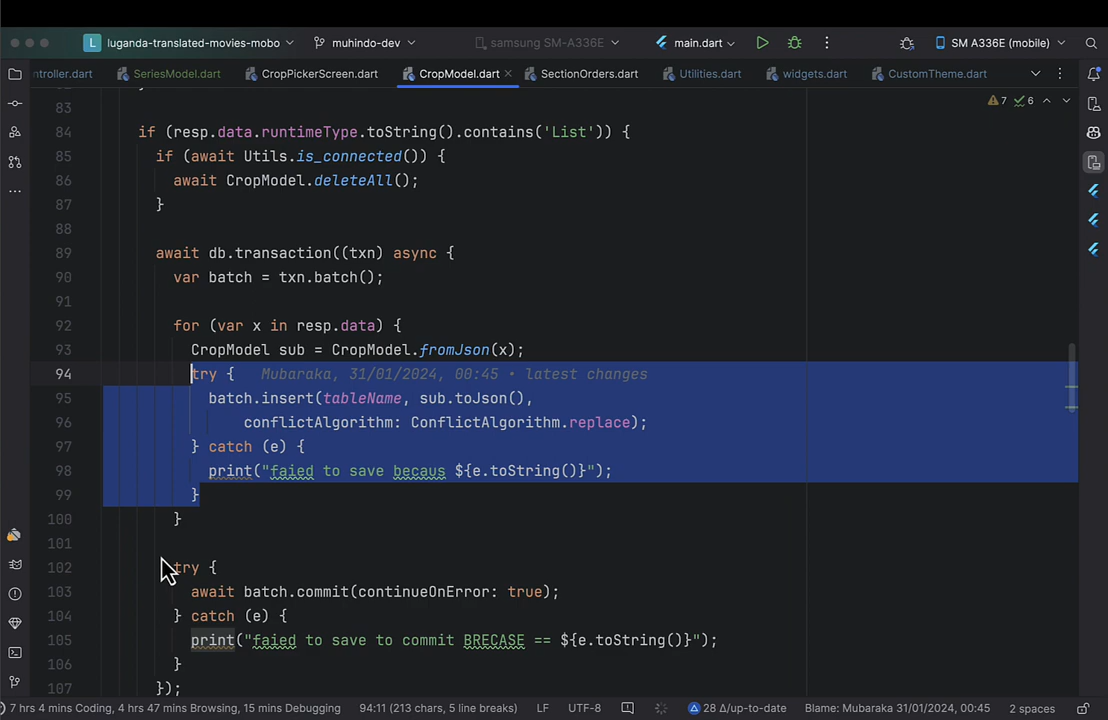 L luganda-translated-movies-mobo muhindo-dev samsung SM-A336E main.dart SM A336E (mobile)
ntroller.dart SeriesModel.dart CropPickerScreen.dart CropModel.dart SectionOrders.dart Utilities.dart widgets.dart CustomTheme.dart
7 6
83
84 if (resp.data.runtimeType.toString().contains('List')) {
85 if (await Utils.is_connected()) {
86 await CropModel.deleteAll();
87 }
88
89 await db.transaction((txn) async {
90 var batch = txn.batch();
91
92 for (var x in resp.data) {
93 CropModel sub = CropModel.fromJson(x);
94 try { Mubaraka, 31/01/2024, 00:45 • latest changes
95 batch.insert(tableName, sub.toJson(),
96 conflictAlgorithm: ConflictAlgorithm.replace);
97 } catch (e) {
98 print("faied to save becaus ${e.toString()}");
99 }
100 }
101
102 try {
103 await batch.commit(continueOnError: true);
104 } catch (e) {
105 print("faied to save to commit BRECASE == ${e.toString()}");
106 }
107 });
7 hrs 4 mins Coding, 4 hrs 47 mins Browsing, 15 mins Debugging 94:11 (213 chars, 5 line breaks) LF UTF-8 28 Δ/up-to-date Blame: Mubaraka 31/01/2024, 00:45 2 spaces